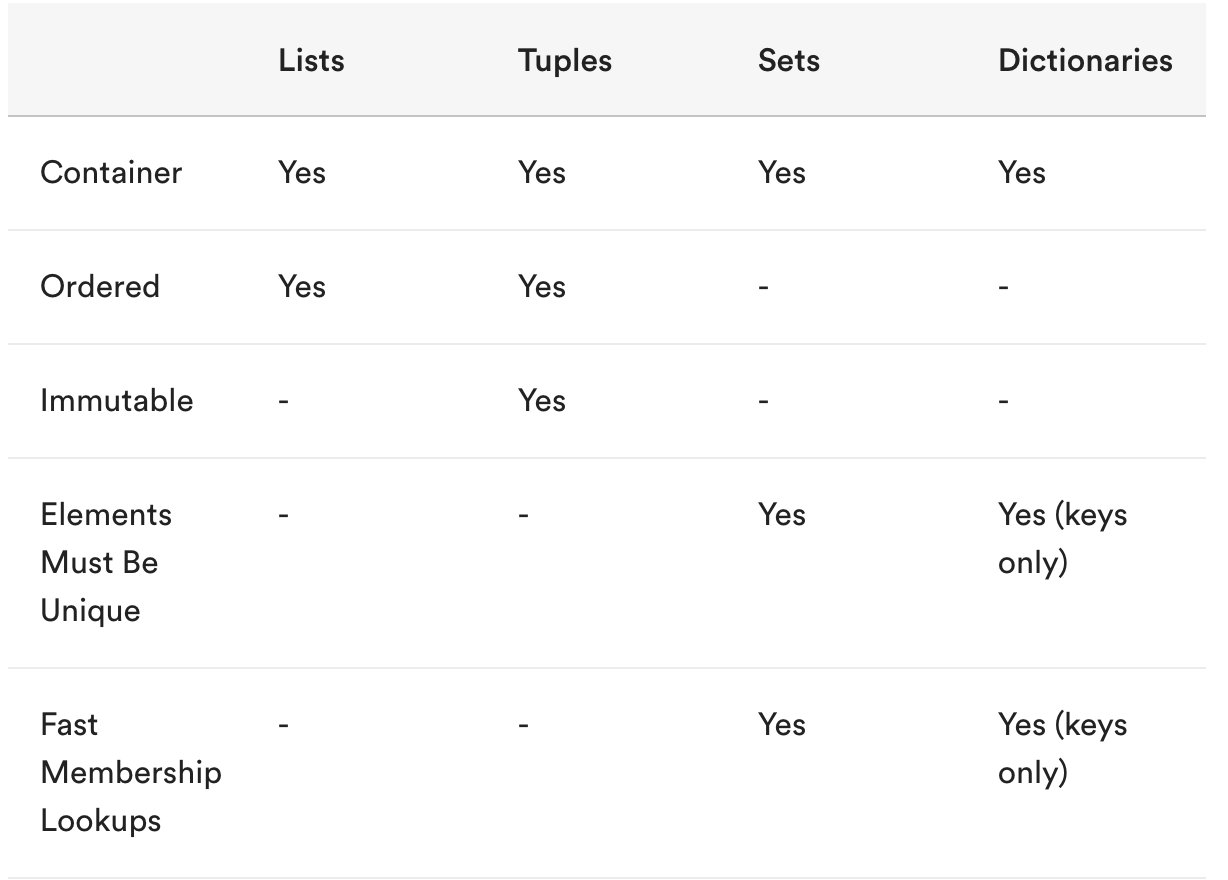 Lists Tuples Sets Dictionaries
Container Yes Yes Yes Yes
Ordered Yes Yes - -
Immutable - Yes - -
Elements - - Yes Yes (keys
Must Be only)
Unique
Fast - - Yes Yes (keys
Membership only)
Lookups